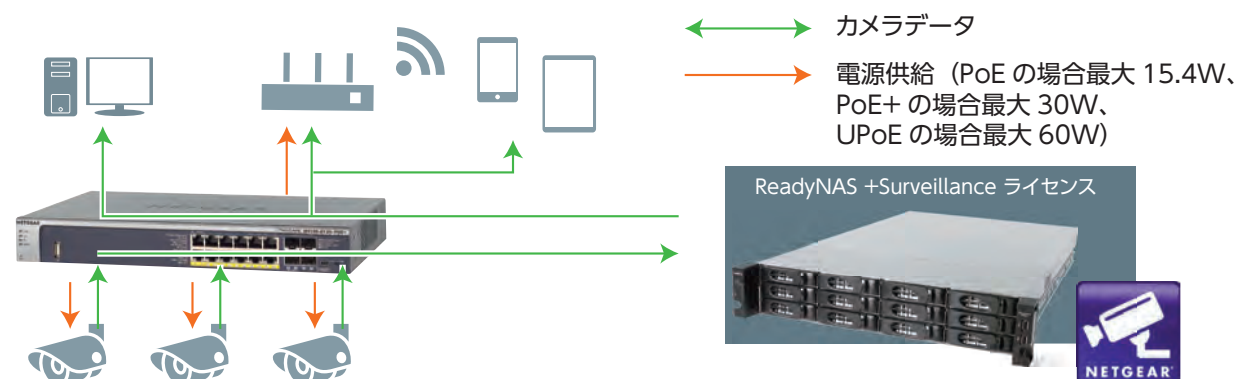 カメラデータ
電源供給（PoE の場合最大 15.4W、
PoE+ の場合最大 30W、
UPoE の場合最大 60W）
ReadyNAS +Surveillance ライセンス
NETGEAR
NETGEAR